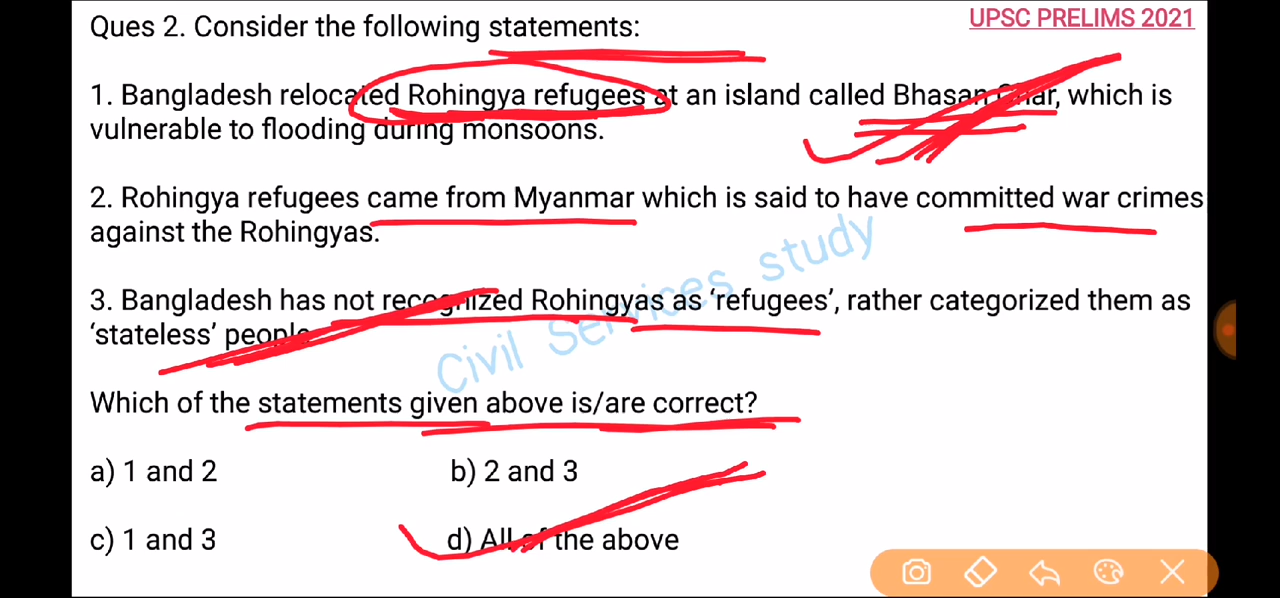 Ques 2. Consider the following statements:
UPSC PRELIMS 2021
1. Bangladesh relocated Rohingya refugees at an island called Bhasan Char, which is
vulnerable to flooding during monsoons.
2. Rohingya refugees came from Myanmar which is said to have committed war crimes
against the Rohingyas.
3. Bangladesh has not recognized Rohingyas as ‘refugees’, rather categorized them as
‘stateless’ people
Civil Services study
Which of the statements given above is/are correct?
a) 1 and 2 b) 2 and 3
c) 1 and 3 d) All of the above